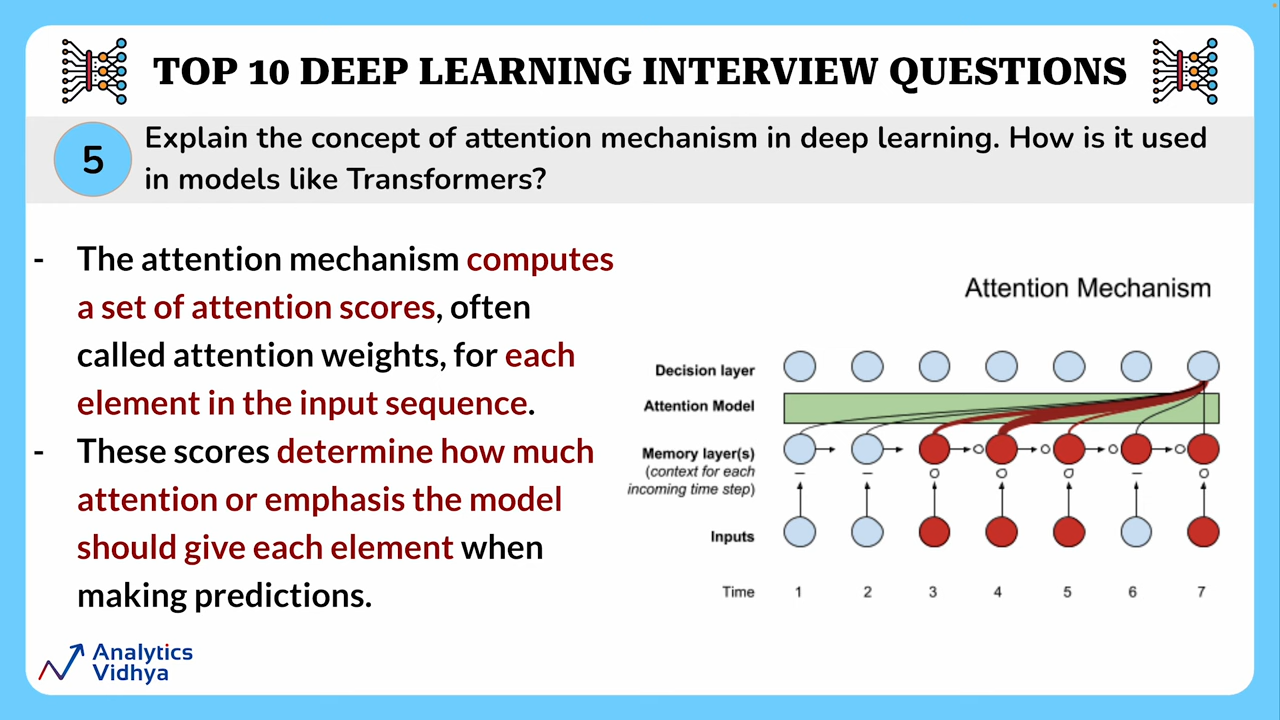 TOP 10 DEEP LEARNING INTERVIEW QUESTIONS
5
Explain the concept of attention mechanism in deep learning. How is it used
in models like Transformers?
- The attention mechanism computes
a set of attention scores, often
called attention weights, for each
element in the input sequence.
- These scores determine how much
attention or emphasis the model
should give each element when
making predictions.
Attention Mechanism
Decision layer
Attention Model
Memory layer(s)
(context for each
incoming time step)
Inputs
Time 1 2 3 4 5 6 7
Analytics
Vidhya